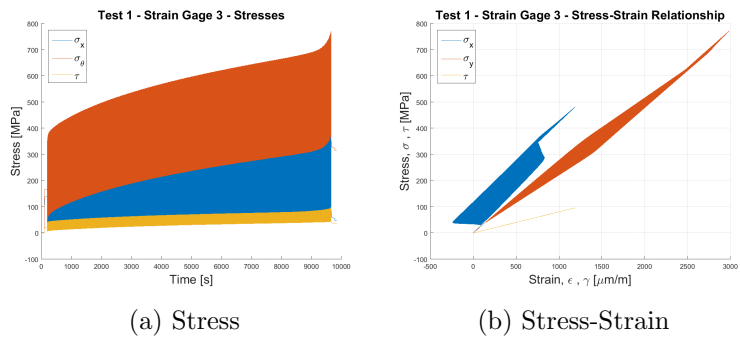 Test 1 - Strain Gage 3 - Stresses
800
700
600
500
400
300
200
100
0
-100
Stress [MPa]
σx
σθ
τ
0 1000 2000 3000 4000 5000 6000 7000 8000 9000 10000
Time [s]
(a) Stress
Test 1 - Strain Gage 3 - Stress-Strain Relationship
800
700
600
500
400
300
200
100
0
-100
Stress, σ , τ [MPa]
σx
σy
τ
-500 0 500 1000 1500 2000 2500 3000
Strain, ϵ , γ [μm/m]
(b) Stress-Strain